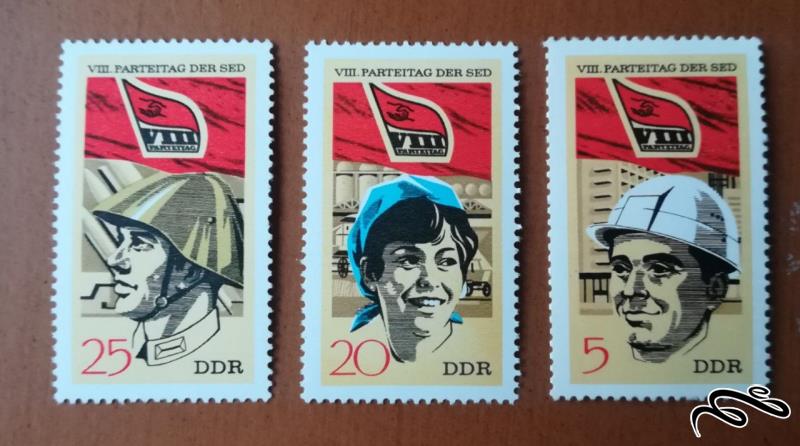 VIII. PARTEITAG DER SED
VIII
PARTEITAG
25 DDR
VIII. PARTEITAG DER SED
VIII
PARTEITAG
20 DDR
VIII. PARTEITAG DER SED
VIII
PARTEITAG
5 DDR